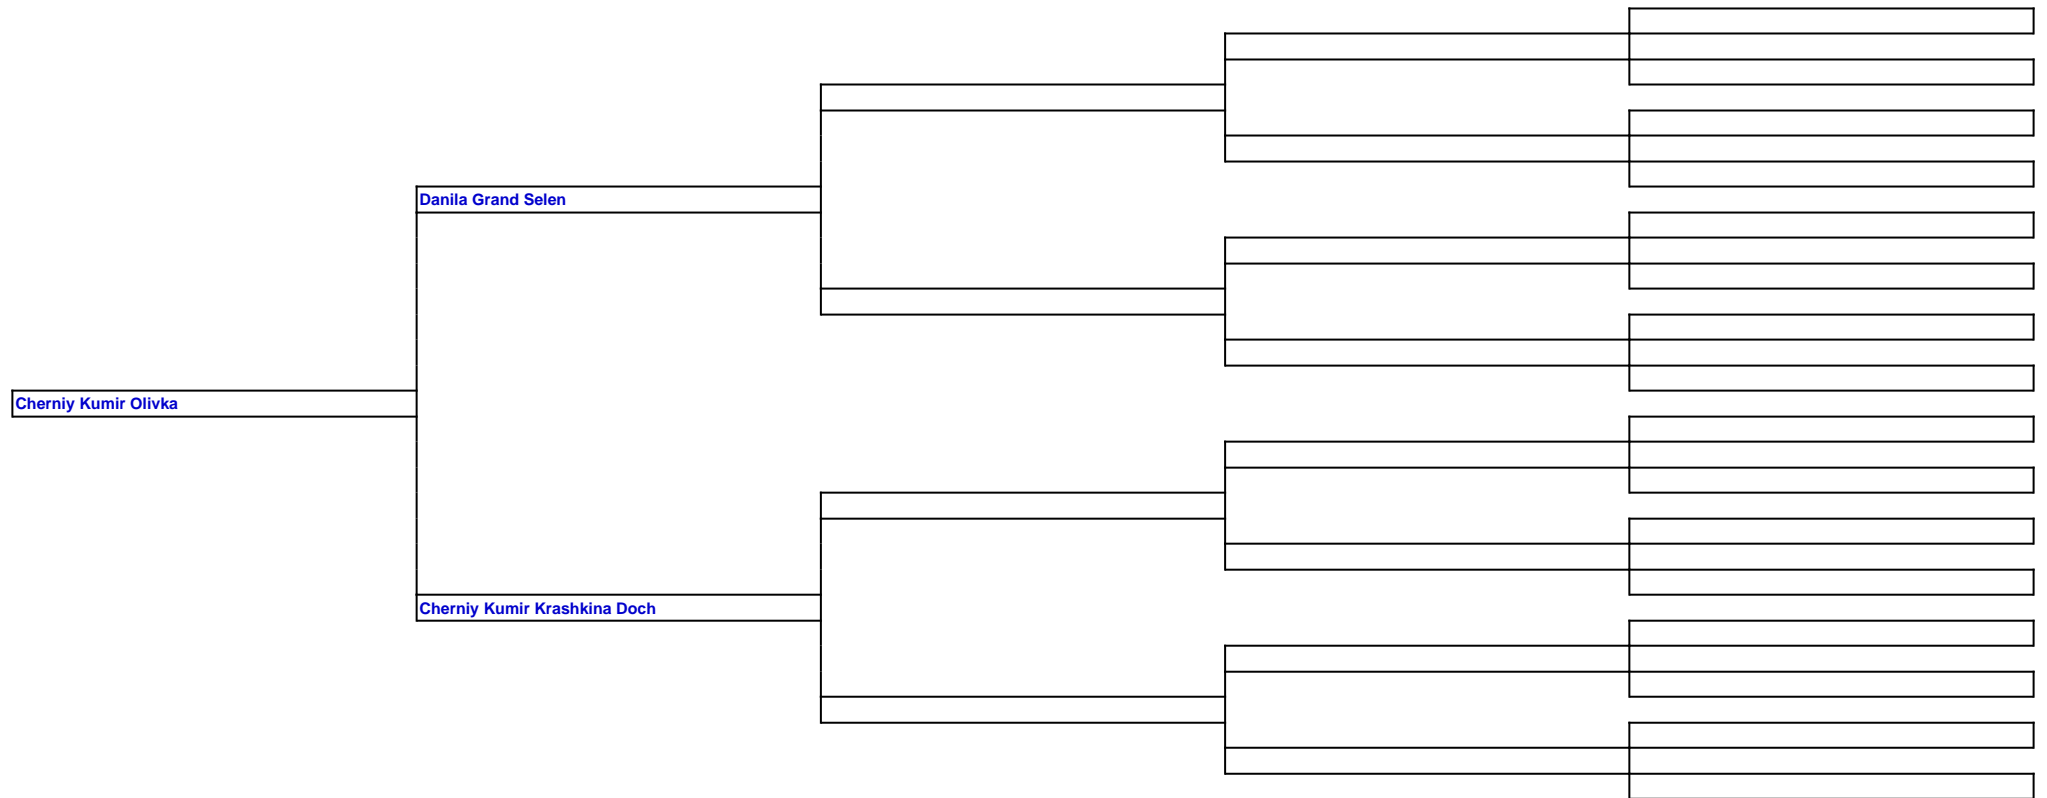 Danila Grand Selen
Cherniy Kumir Olivka
Cherniy Kumir Krashkina Doch